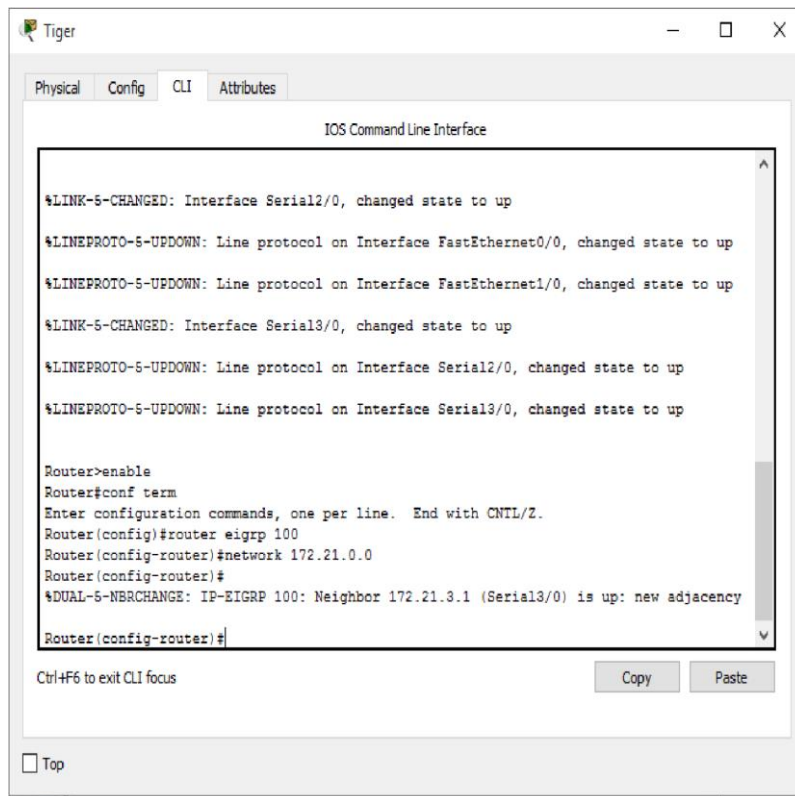 Tiger
Physical Config CLI Attributes
IOS Command Line Interface
%LINK-5-CHANGED: Interface Serial2/0, changed state to up
%LINEPROTO-5-UPDOWN: Line protocol on Interface FastEthernet0/0, changed state to up
%LINEPROTO-5-UPDOWN: Line protocol on Interface FastEthernet1/0, changed state to up
%LINK-5-CHANGED: Interface Serial3/0, changed state to up
%LINEPROTO-5-UPDOWN: Line protocol on Interface Serial2/0, changed state to up
%LINEPROTO-5-UPDOWN: Line protocol on Interface Serial3/0, changed state to up
Router>enable
Router#conf term
Enter configuration commands, one per line. End with CNTL/Z.
Router(config)#router eigrp 100
Router(config-router)#network 172.21.0.0
Router(config-router)#
%DUAL-5-NBRCHANGE: IP-EIGRP 100: Neighbor 172.21.3.1 (Serial3/0) is up: new adjacency
Router(config-router)#
Ctrl+F6 to exit CLI focus
Copy Paste
Top